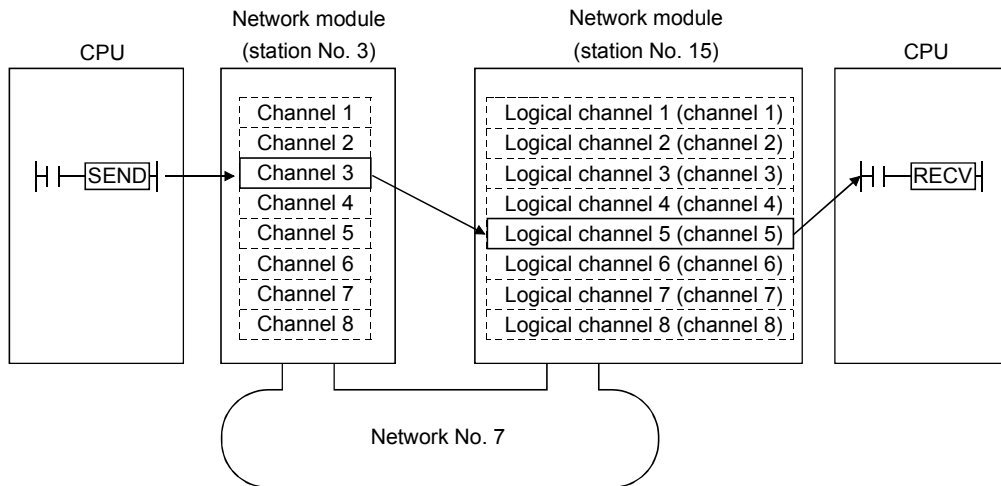 CPU
Network module
(station No. 3)
Network module
(station No. 15)
CPU
SEND
Channel 1
Channel 2
Channel 3
Channel 4
Channel 5
Channel 6
Channel 7
Channel 8
Logical channel 1 (channel 1)
Logical channel 2 (channel 2)
Logical channel 3 (channel 3)
Logical channel 4 (channel 4)
Logical channel 5 (channel 5)
Logical channel 6 (channel 6)
Logical channel 7 (channel 7)
Logical channel 8 (channel 8)
RECV
Network No. 7